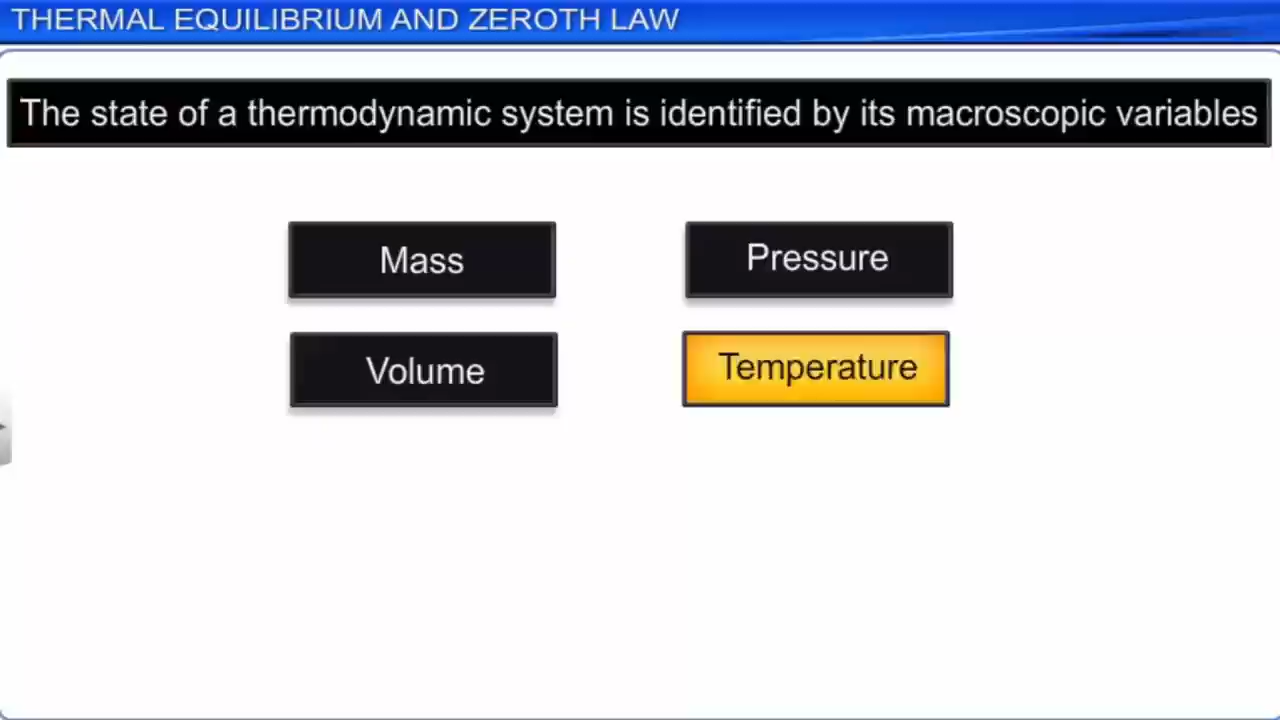 THERMAL EQUILIBRIUM AND ZEROTH LAW
The state of a thermodynamic system is identified by its macroscopic variables
Mass
Pressure
Volume
Temperature